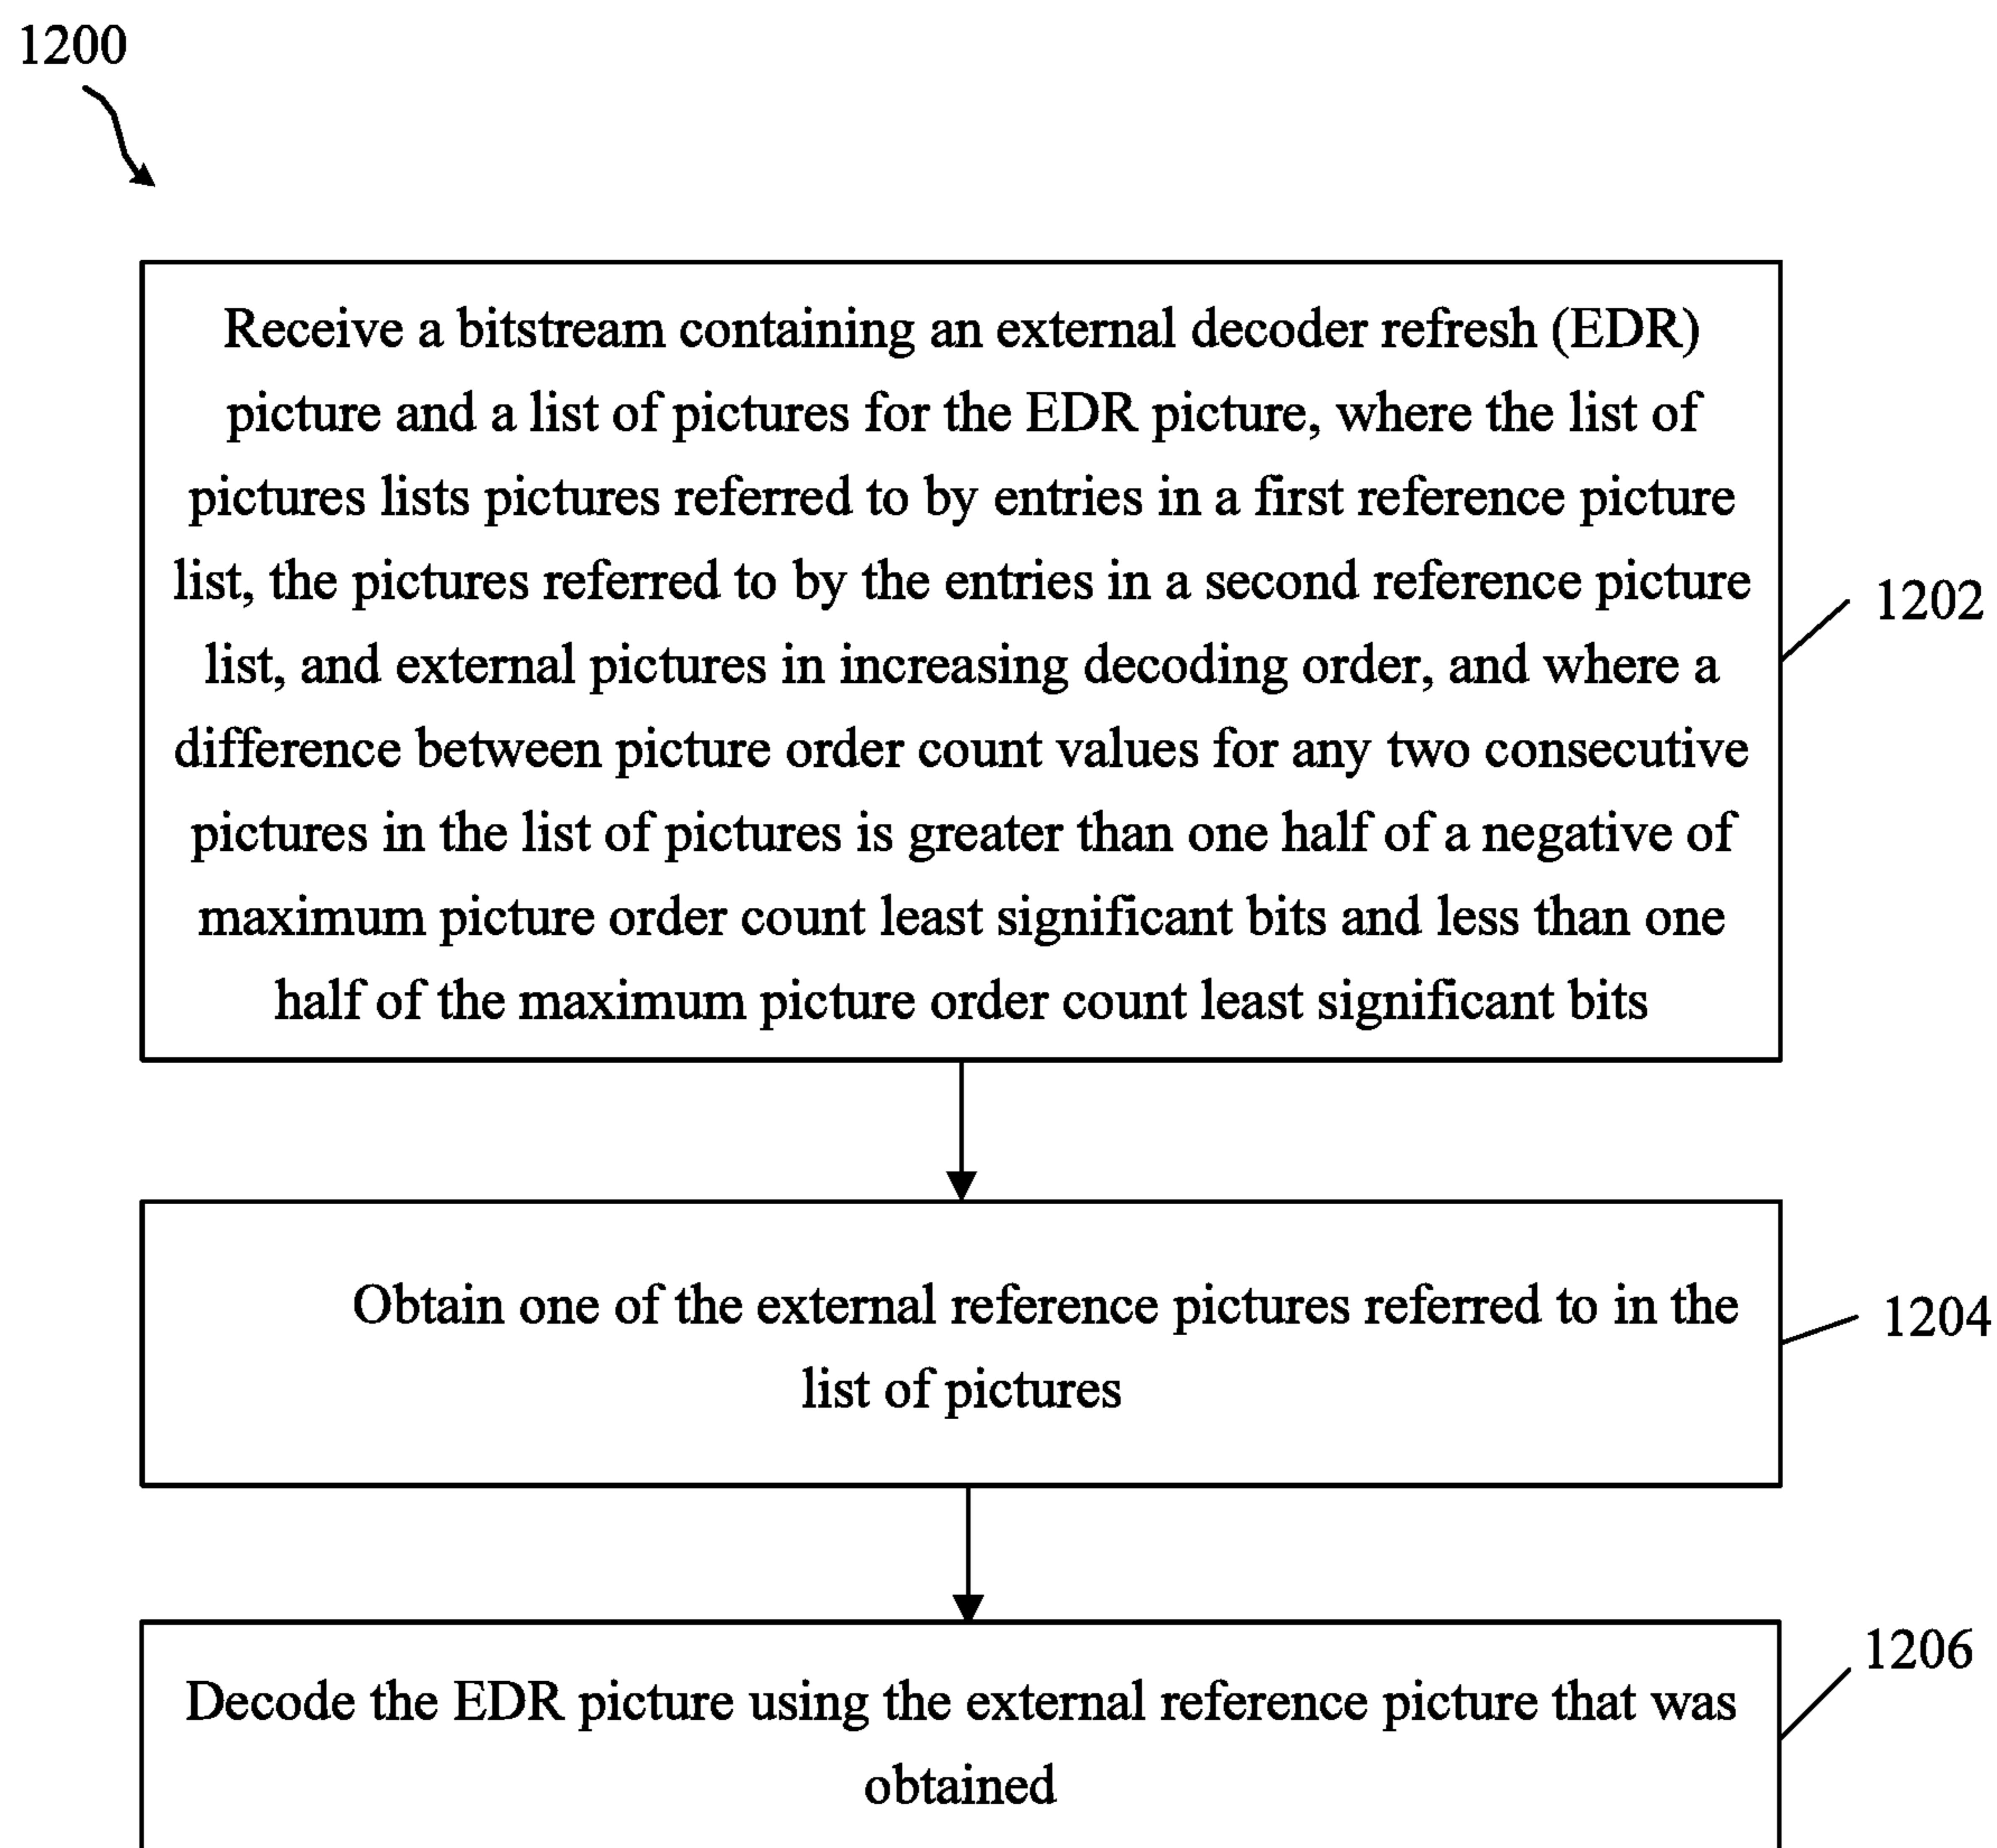 1200
Receive a bitstream containing an external decoder refresh (EDR)
picture and a list of pictures for the EDR picture, where the list of
pictures lists pictures referred to by entries in a first reference picture
list, the pictures referred to by the entries in a second reference picture
list, and external pictures in increasing decoding order, and where a
difference between picture order count values for any two consecutive
pictures in the list of pictures is greater than one half of a negative of
maximum picture order count least significant bits and less than one
half of the maximum picture order count least significant bits
1202
Obtain one of the external reference pictures referred to in the
list of pictures
1204
Decode the EDR picture using the external reference picture that was
obtained
1206